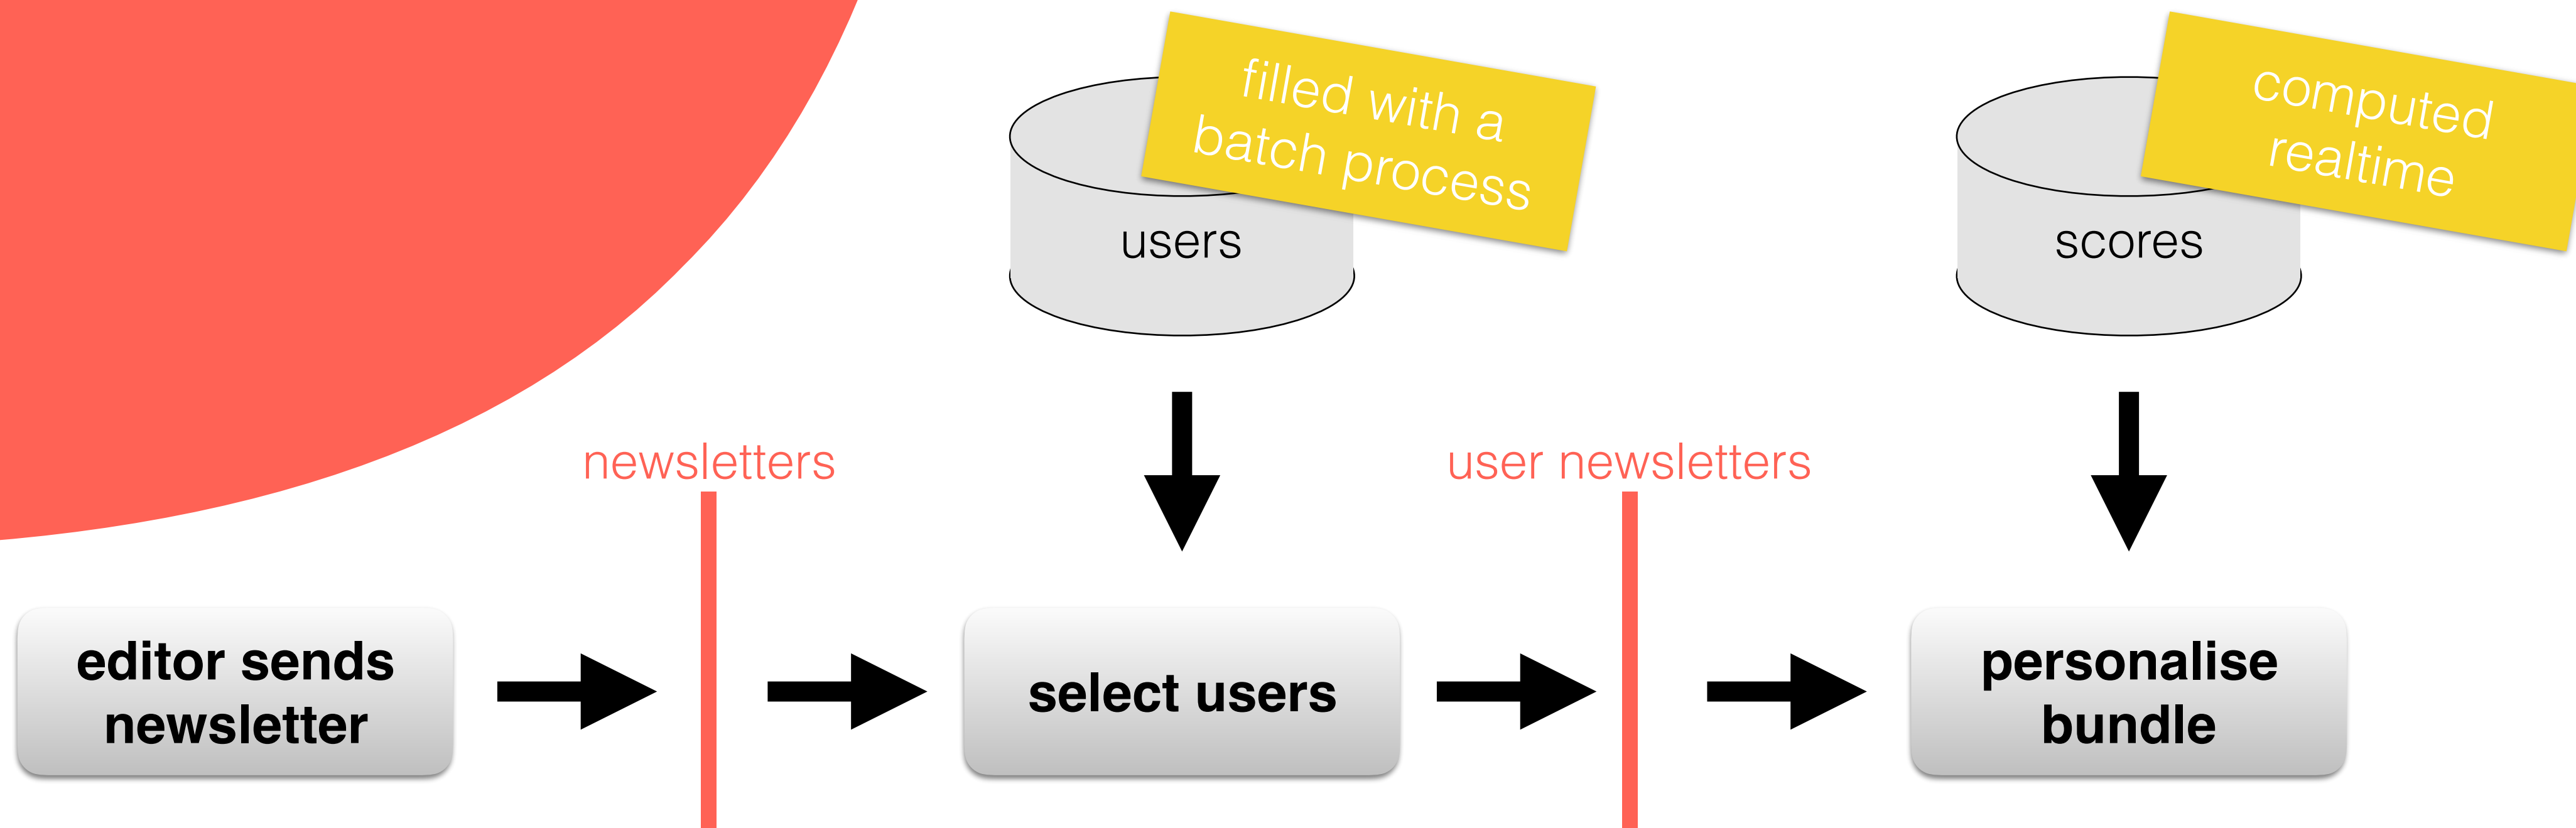 filled with a
batch process
users
computed
realtime
scores
newsletters
user newsletters
editor sends
newsletter
select users
personalise
bundle